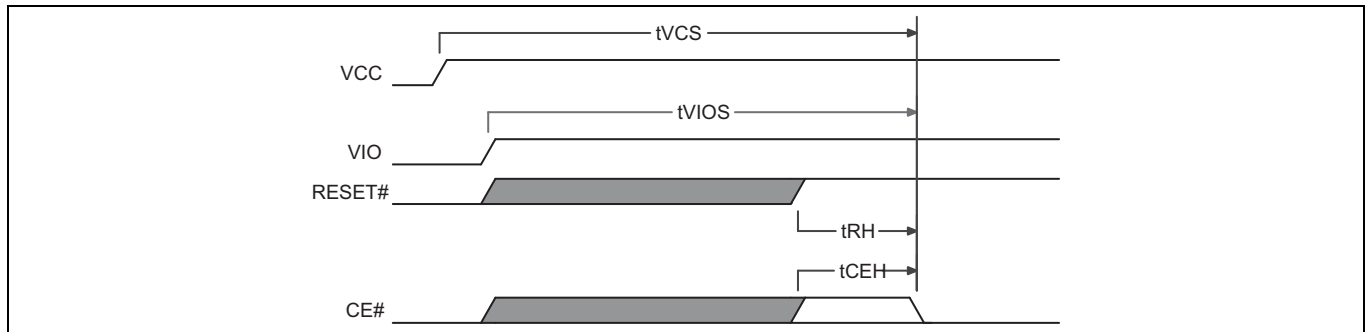 tVCS
VCC
tVIOS
VIO
RESET#
tRH
tCEH
CE#